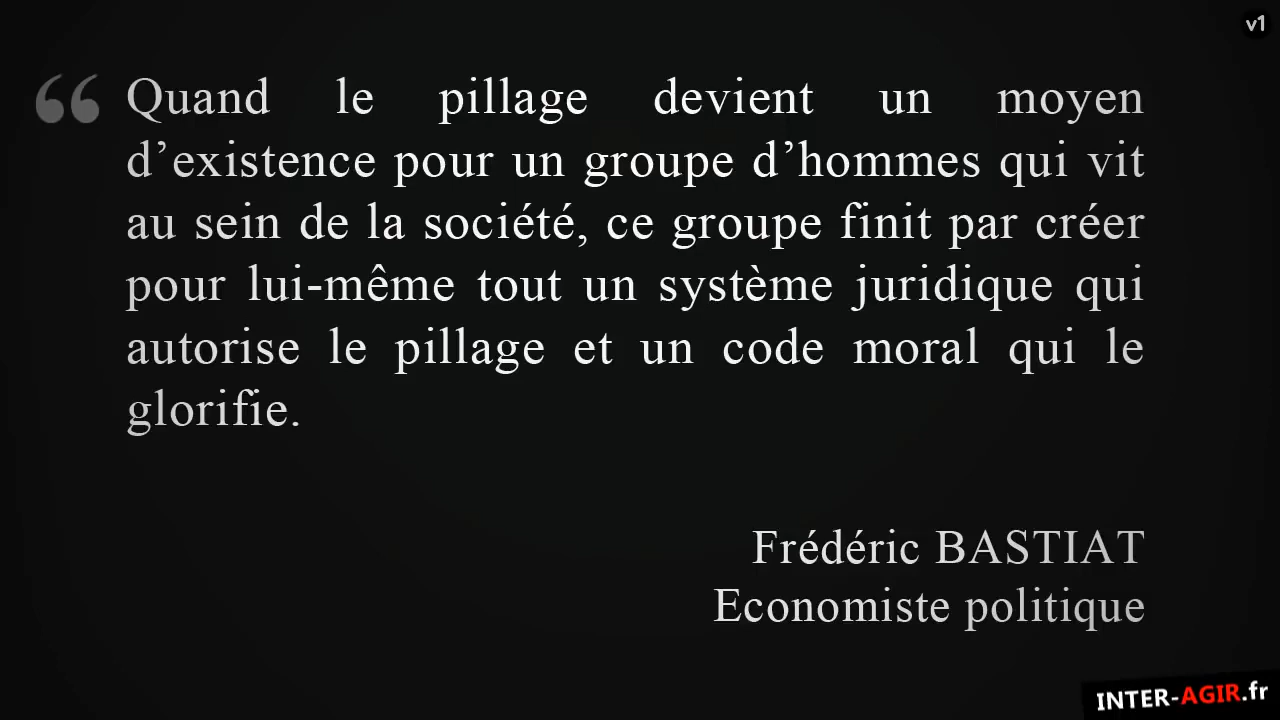 v1
“ Quand le pillage devient un moyen
d’existence pour un groupe d’hommes qui vit
au sein de la société, ce groupe finit par créer
pour lui-même tout un système juridique qui
autorise le pillage et un code moral qui le
glorifie.
Frédéric BASTIAT
Economiste politique
INTER-AGIR.fr